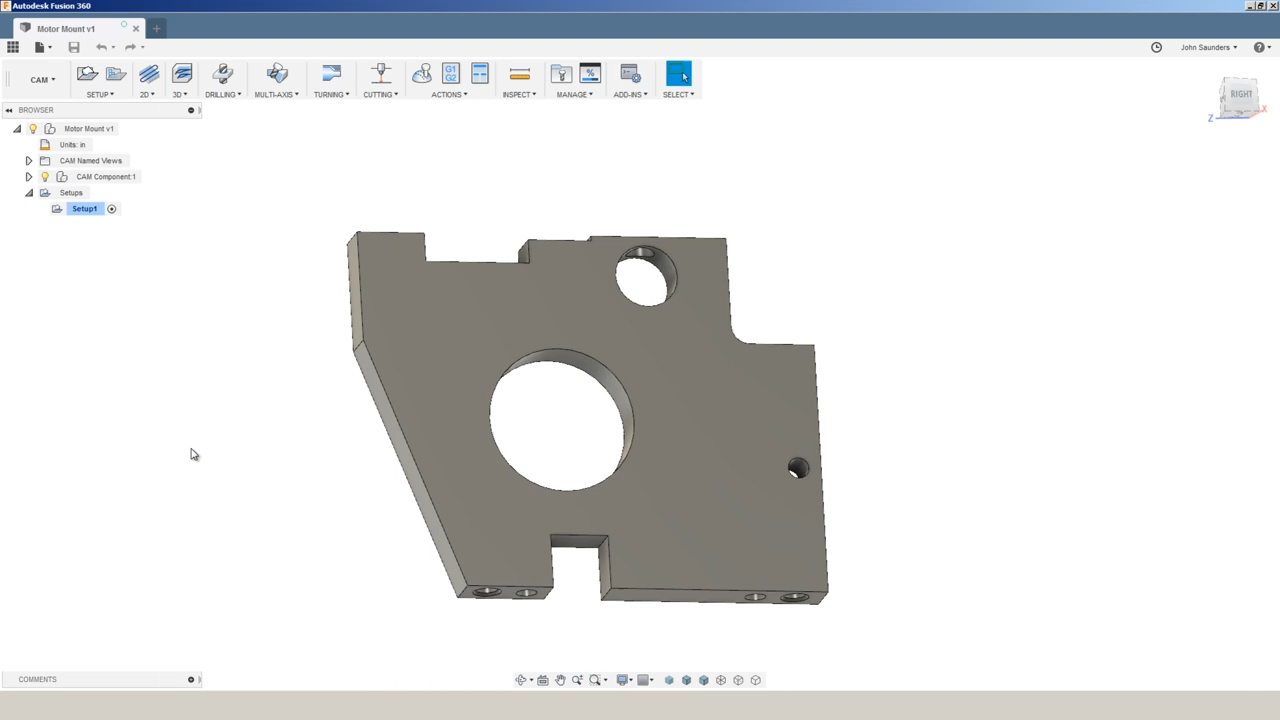 Autodesk Fusion 360
Motor Mount v1
John Saunders
CAM
SETUP 2D 3D DRILLING MULTI-AXIS TURNING CUTTING ACTIONS INSPECT MANAGE ADD-INS SELECT
G1
G2
%
BROWSER
RIGHT
Z
X
Motor Mount v1
Units: in
CAM Named Views
CAM Component:1
Setups
Setup1
COMMENTS